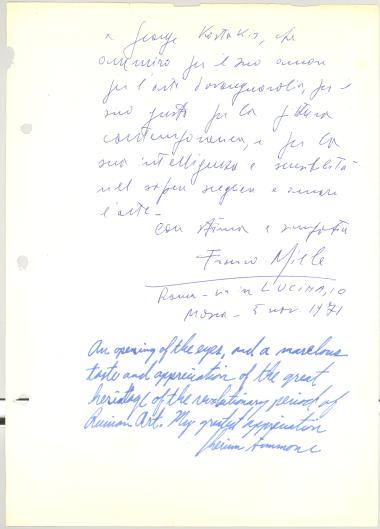 a George Kostakis, che
ammiro per il suo amore
per l'arte d'avanguardia, per il
suo gusto per la pittura
contemporanea, e per la
sua intelligenza e sensibilità
nel saper scegliere e amare
l'arte -
con stima e simpatia
Franco Miele
Roma - via in LUCINA, 10
Mosca - 5 nov. 1971
An opening of the eyes, and a marvelous
taste and appreciation of the great
heritage of the revolutionary period of
Russian Art. My grateful appreciation